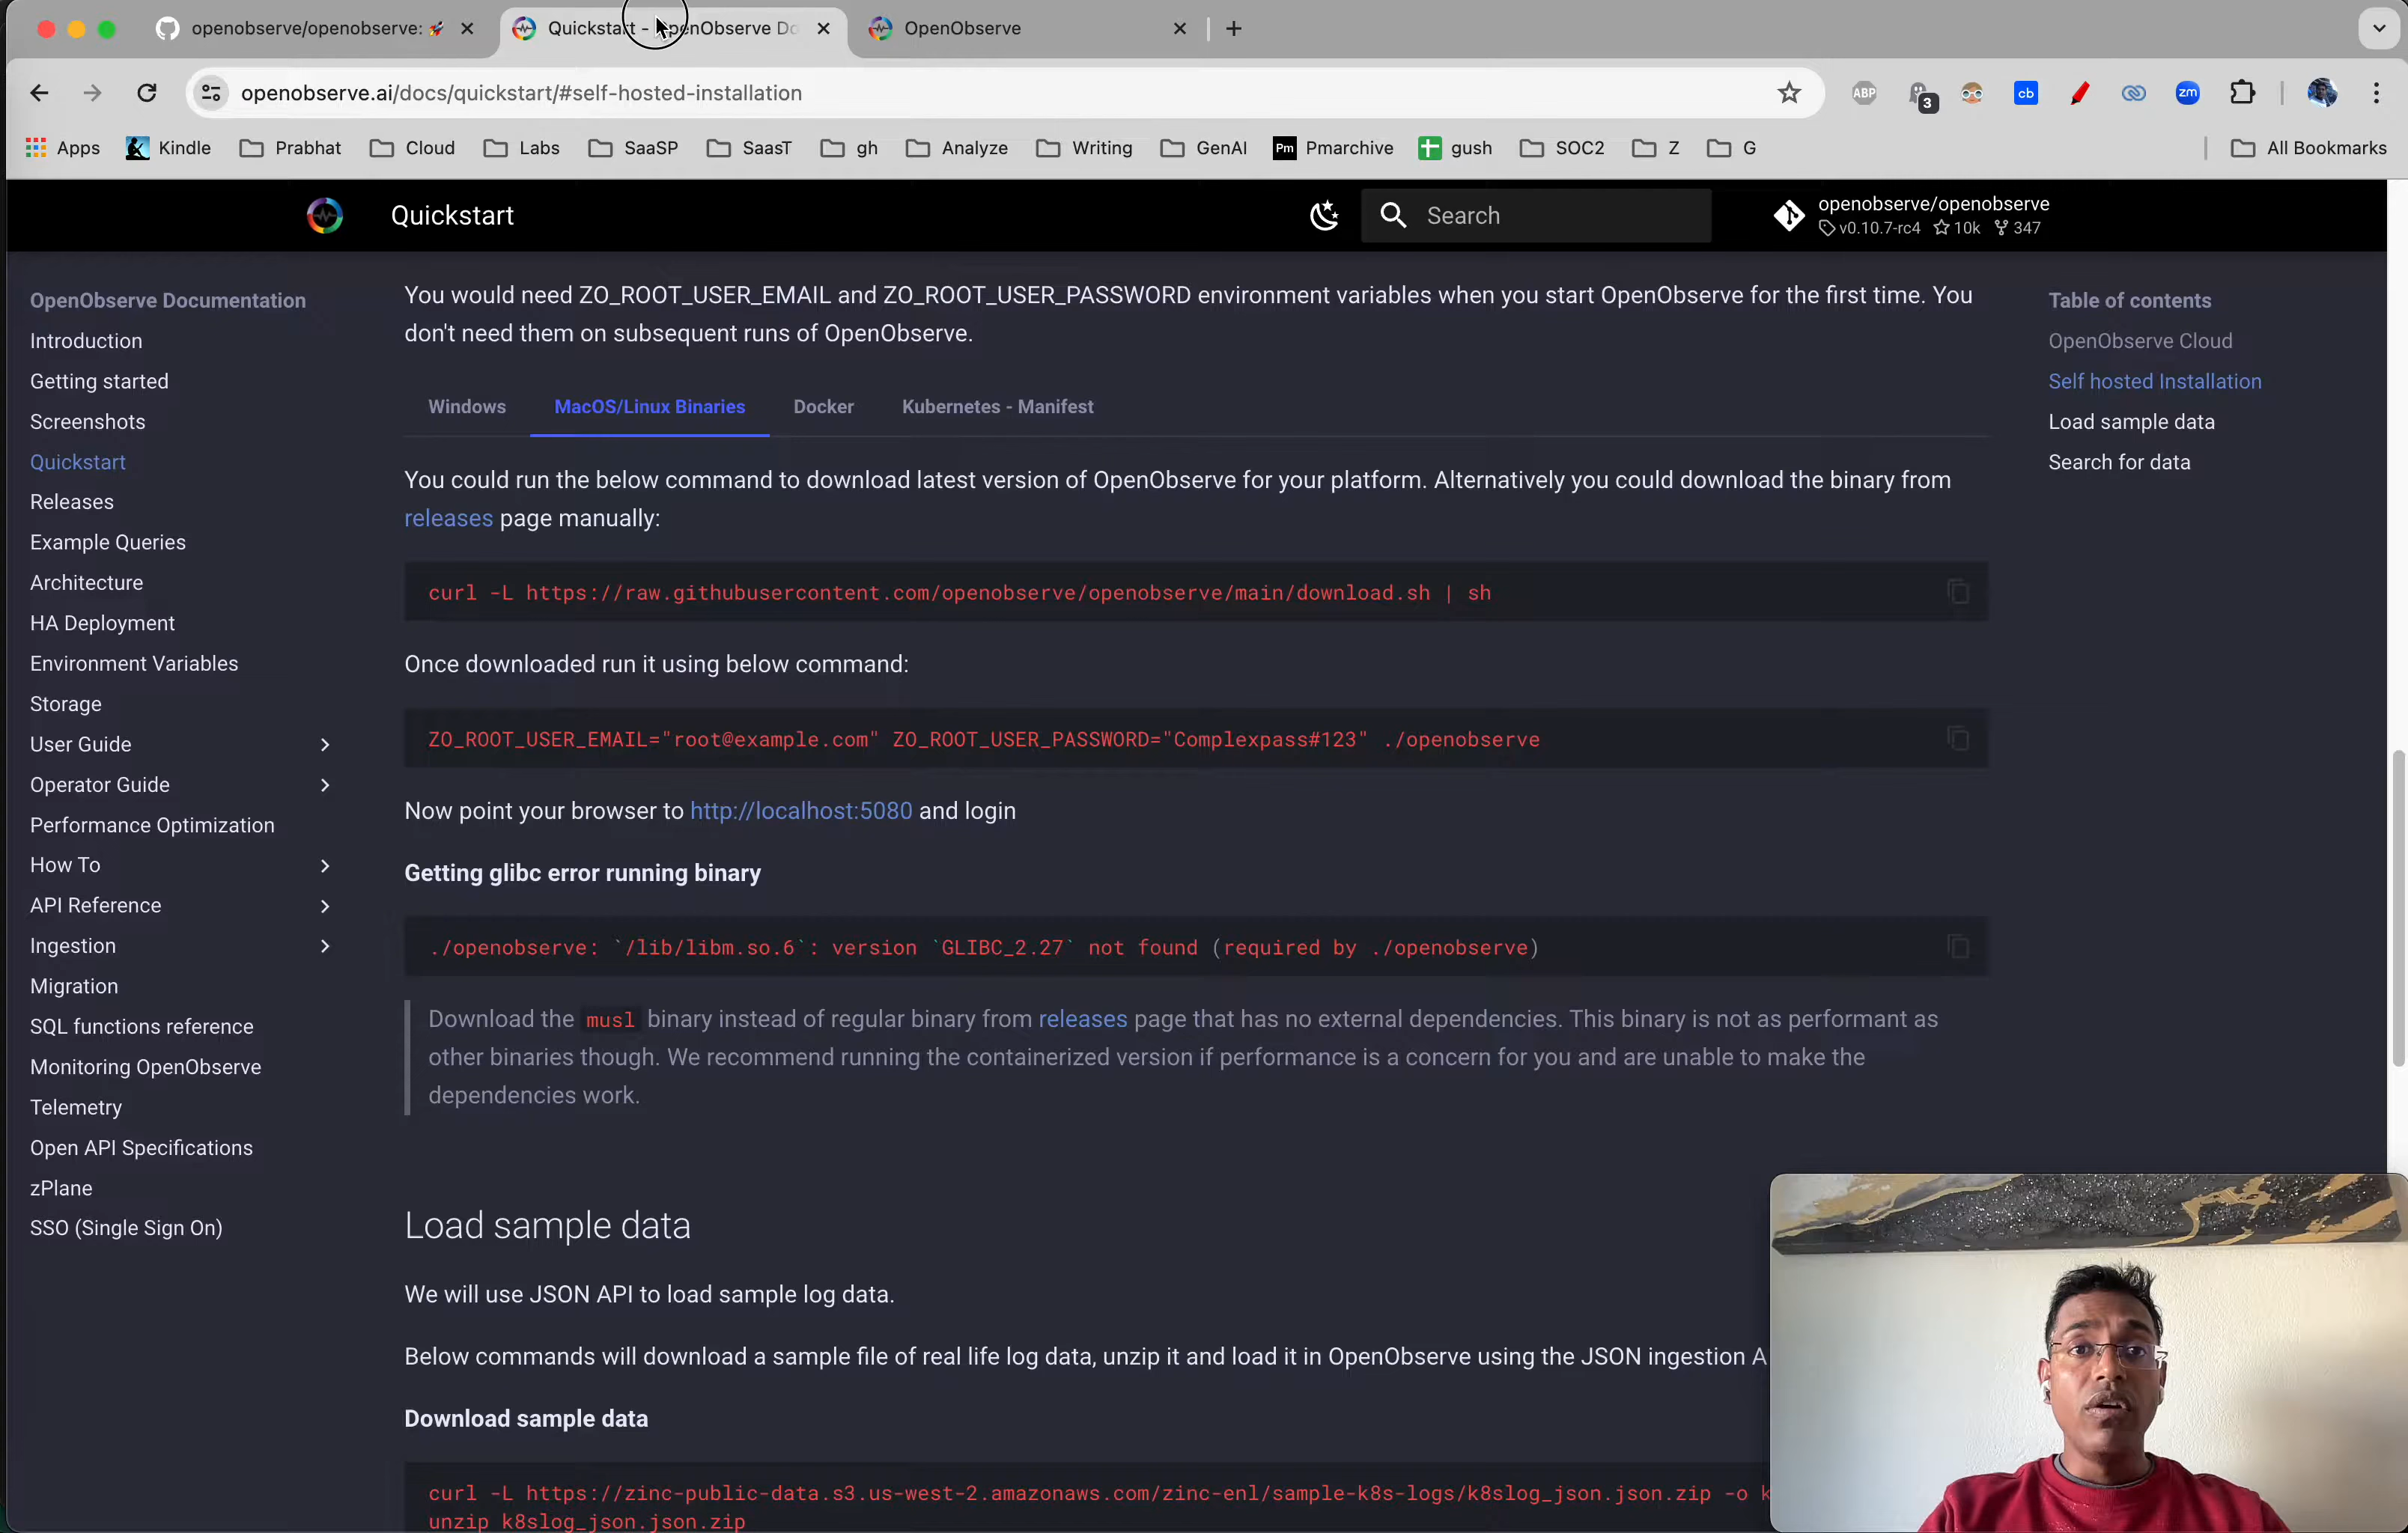 openobserve/openobserve: 🚀
Quickstart - OpenObserve Do
OpenObserve
openobserve.ai/docs/quickstart/#self-hosted-installation
ABP
3
cb
zm
Apps
Kindle
Prabhat
Cloud
Labs
SaaSP
SaasT
gh
Analyze
Writing
GenAI
Pm Pmarchive
gush
SOC2
Z
G
All Bookmarks
Quickstart
Search
openobserve/openobserve
v0.10.7-rc4 10k 347
OpenObserve Documentation
Introduction
Getting started
Screenshots
Quickstart
Releases
Example Queries
Architecture
HA Deployment
Environment Variables
Storage
User Guide
Operator Guide
Performance Optimization
How To
API Reference
Ingestion
Migration
SQL functions reference
Monitoring OpenObserve
Telemetry
Open API Specifications
zPlane
SSO (Single Sign On)
You would need ZO_ROOT_USER_EMAIL and ZO_ROOT_USER_PASSWORD environment variables when you start OpenObserve for the first time. You
don't need them on subsequent runs of OpenObserve.
Windows MacOS/Linux Binaries Docker Kubernetes - Manifest
You could run the below command to download latest version of OpenObserve for your platform. Alternatively you could download the binary from
releases page manually:
curl -L https://raw.githubusercontent.com/openobserve/openobserve/main/download.sh | sh
Once downloaded run it using below command:
ZO_ROOT_USER_EMAIL="root@example.com" ZO_ROOT_USER_PASSWORD="Complexpass#123" ./openobserve
Now point your browser to http://localhost:5080 and login
Getting glibc error running binary
./openobserve: `/lib/libm.so.6`: version `GLIBC_2.27` not found (required by ./openobserve)
Download the musl binary instead of regular binary from releases page that has no external dependencies. This binary is not as performant as
other binaries though. We recommend running the containerized version if performance is a concern for you and are unable to make the
dependencies work.
Load sample data
We will use JSON API to load sample log data.
Below commands will download a sample file of real life log data, unzip it and load it in OpenObserve using the JSON ingestion A
Download sample data
curl -L https://zinc-public-data.s3.us-west-2.amazonaws.com/zinc-enl/sample-k8s-logs/k8slog_json.json.zip -o k
unzip k8slog_json.json.zip
Table of contents
OpenObserve Cloud
Self hosted Installation
Load sample data
Search for data